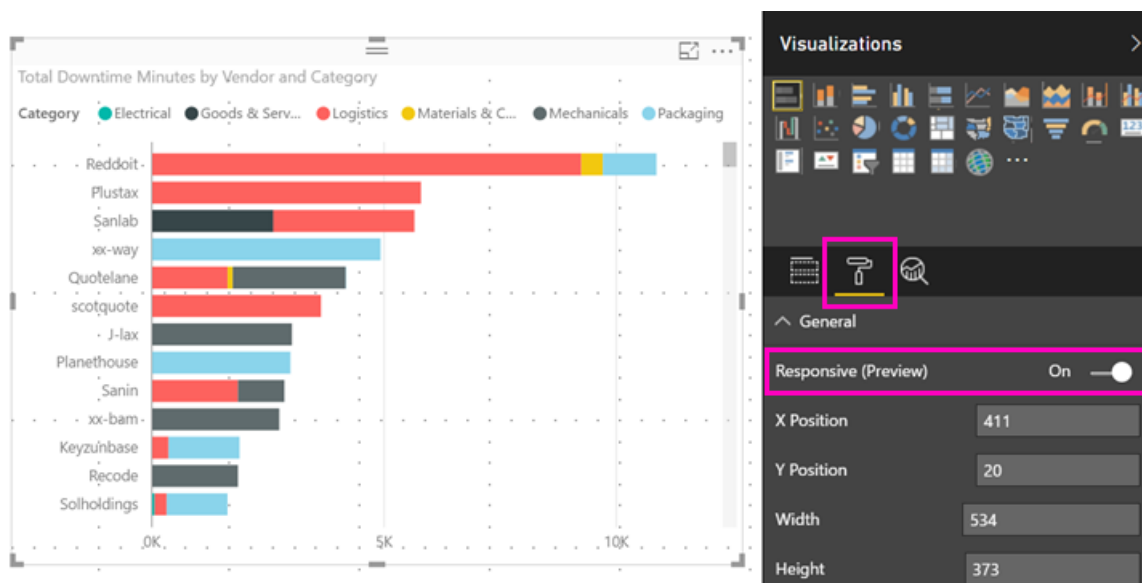 Total Downtime Minutes by Vendor and Category
Category Electrical Goods & Serv... Logistics Materials & C... Mechanicals Packaging
Reddoit
Plustax
Sanlab
xx-way
Quotelane
scotquote
J-lax
Planethouse
Sanin
xx-bam
Keyzunbase
Recode
Solholdings
0K 5K 10K
Visualizations
123
General
Responsive (Preview) On
X Position 411
Y Position 20
Width 534
Height 373